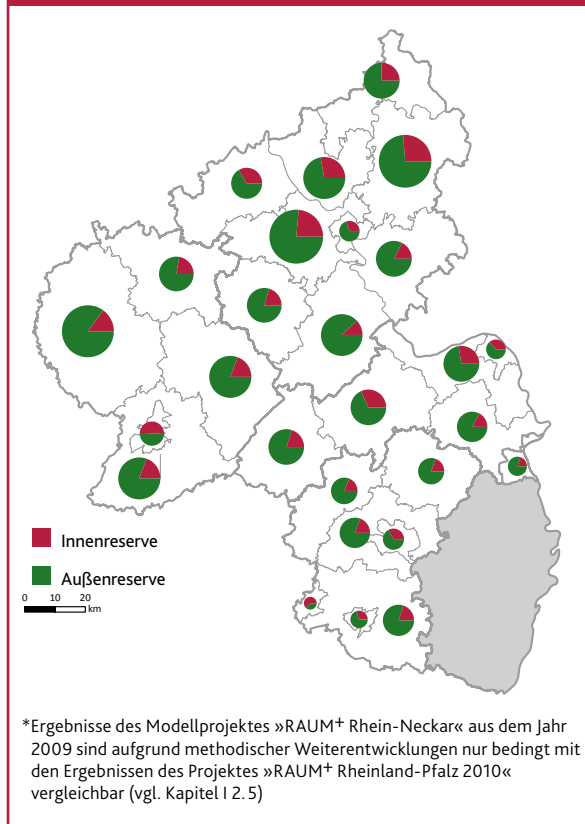 Innenreserve
Außenreserve
0 10 20
km
*Ergebnisse des Modellprojektes »RAUM+ Rhein-Neckar« aus dem Jahr
2009 sind aufgrund methodischer Weiterentwicklungen nur bedingt mit
den Ergebnissen des Projektes »RAUM+ Rheinland-Pfalz 2010«
vergleichbar (vgl. Kapitel I 2.5)